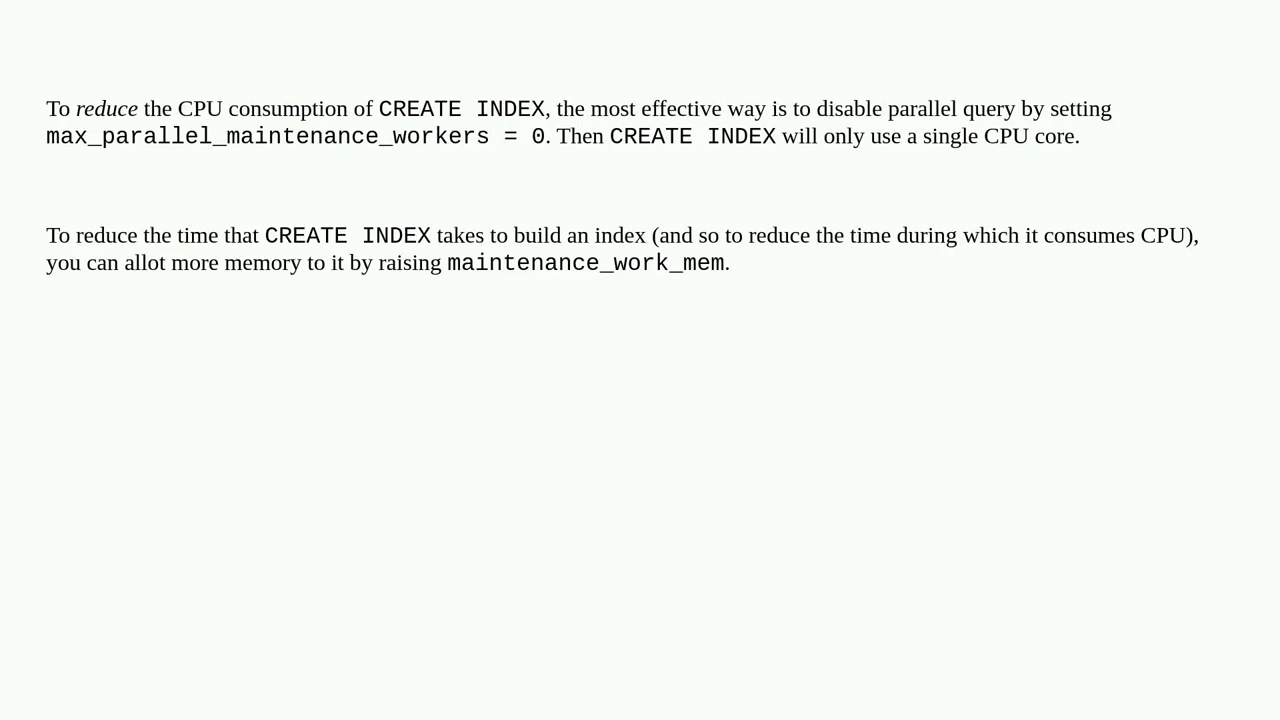 To reduce the CPU consumption of CREATE INDEX, the most effective way is to disable parallel query by setting
max_parallel_maintenance_workers = 0. Then CREATE INDEX will only use a single CPU core.
To reduce the time that CREATE INDEX takes to build an index (and so to reduce the time during which it consumes CPU),
you can allot more memory to it by raising maintenance_work_mem.